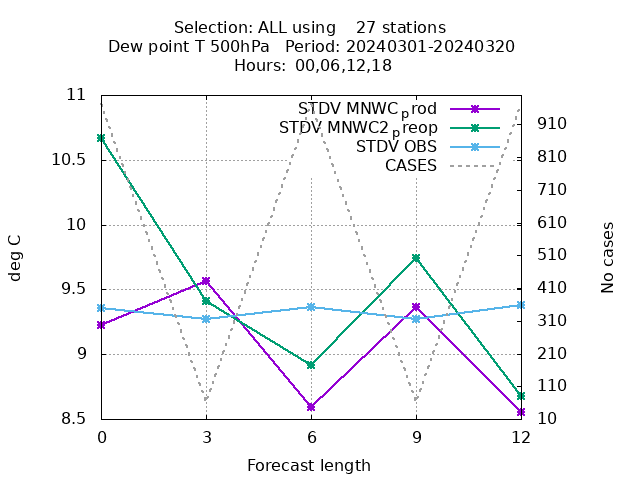 Selection: ALL using    27 stations
Dew point T 500hPa   Period: 20240301-20240320
Hours: 00,06,12,18
STDV MNWC_prod
STDV MNWC2_preop
STDV OBS
CASES
11
10.5
10
9.5
9
8.5
deg C
910
810
710
610
510
410
310
210
110
10
No cases
0 3 6 9 12
Forecast length